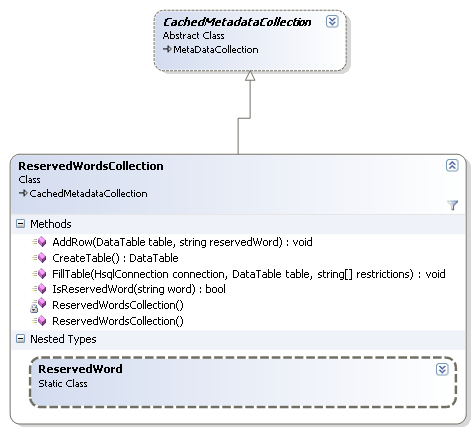 CachedMetadataCollection
Abstract Class
MetaDataCollection
ReservedWordsCollection
Class
CachedMetadataCollection
Methods
AddRow(DataTable table, string reservedWord) : void
CreateTable() : DataTable
FillTable(HsqlConnection connection, DataTable table, string[] restrictions) : void
IsReservedWord(string word) : bool
ReservedWordsCollection()
ReservedWordsCollection()
Nested Types
ReservedWord
Static Class